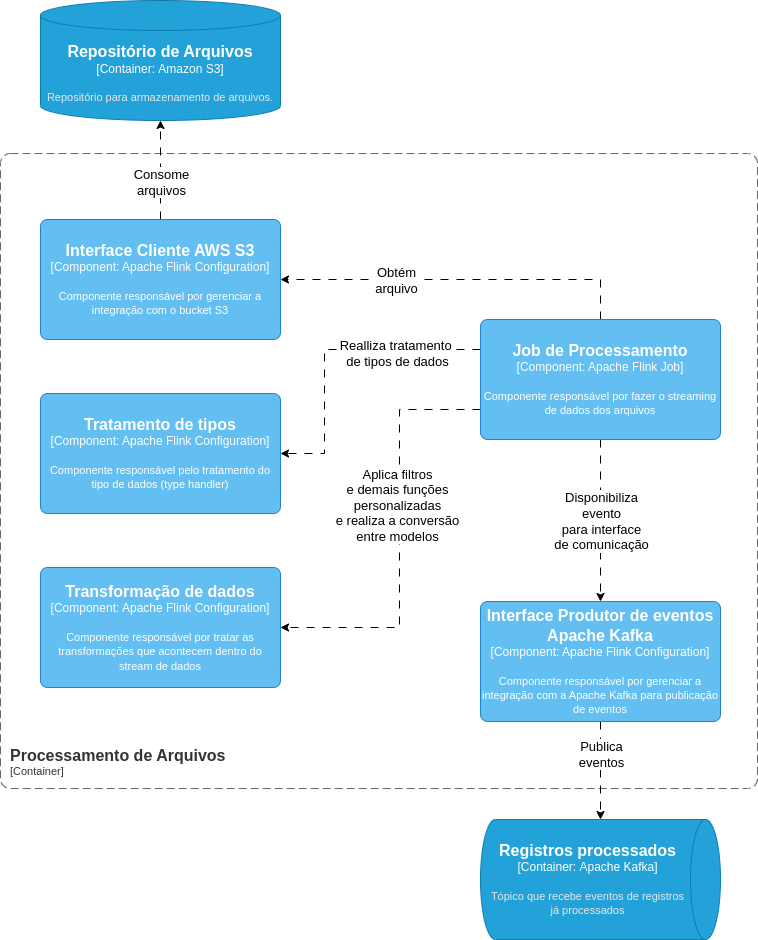 Repositório de Arquivos
[Container: Amazon S3]
Repositório para armazenamento de arquivos.
Consome
arquivos
Interface Cliente AWS S3
[Component: Apache Flink Configuration]
Componente responsável por gerenciar a
integração com o bucket S3
Obtém
arquivo
Job de Processamento
[Component: Apache Flink Job]
Componente responsável por fazer o streaming
de dados dos arquivos
Realliza tratamento
de tipos de dados
Tratamento de tipos
[Component: Apache Flink Configuration]
Componente responsável pelo tratamento do
tipo de dados (type handler)
Aplica filtros
e demais funções
personalizadas
e realiza a conversão
entre modelos
Disponibiliza
evento
para interface
de comunicação
Transformação de dados
[Component: Apache Flink Configuration]
Componente responsável por tratar as
transformações que acontecem dentro do
stream de dados
Interface Produtor de eventos
Apache Kafka
[Component: Apache Flink Configuration]
Componente responsável por gerenciar a
integração com a Apache Kafka para publicação
de eventos
Processamento de Arquivos
[Container]
Publica
eventos
Registros processados
[Container: Apache Kafka]
Tópico que recebe eventos de registros
já processados